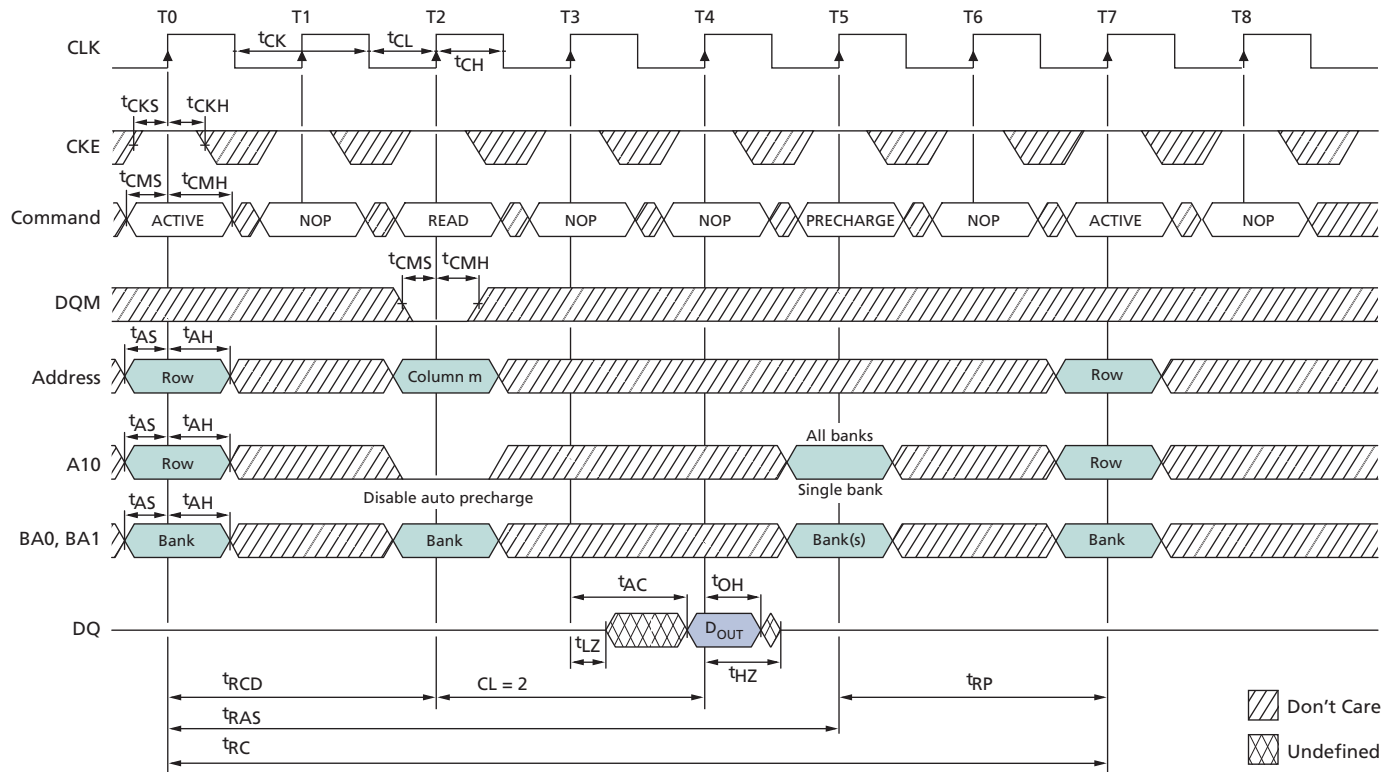 T0 T1 T2 T3 T4 T5 T6 T7 T8
CLK tCK tCL tCH
tCKS tCKH
CKE
tCMS tCMH
Command ACTIVE NOP READ NOP NOP PRECHARGE NOP ACTIVE NOP
tCMS tCMH
DQM
tAS tAH
Address Row Column m Row
tAS tAH All banks
A10 Row Row
Disable auto precharge Single bank
tAS tAH
BA0, BA1 Bank Bank Bank(s) Bank
tAC tOH
DQ DOUT
tLZ tHZ
tRCD CL = 2 tRP
tRAS
tRC
Don't Care
Undefined